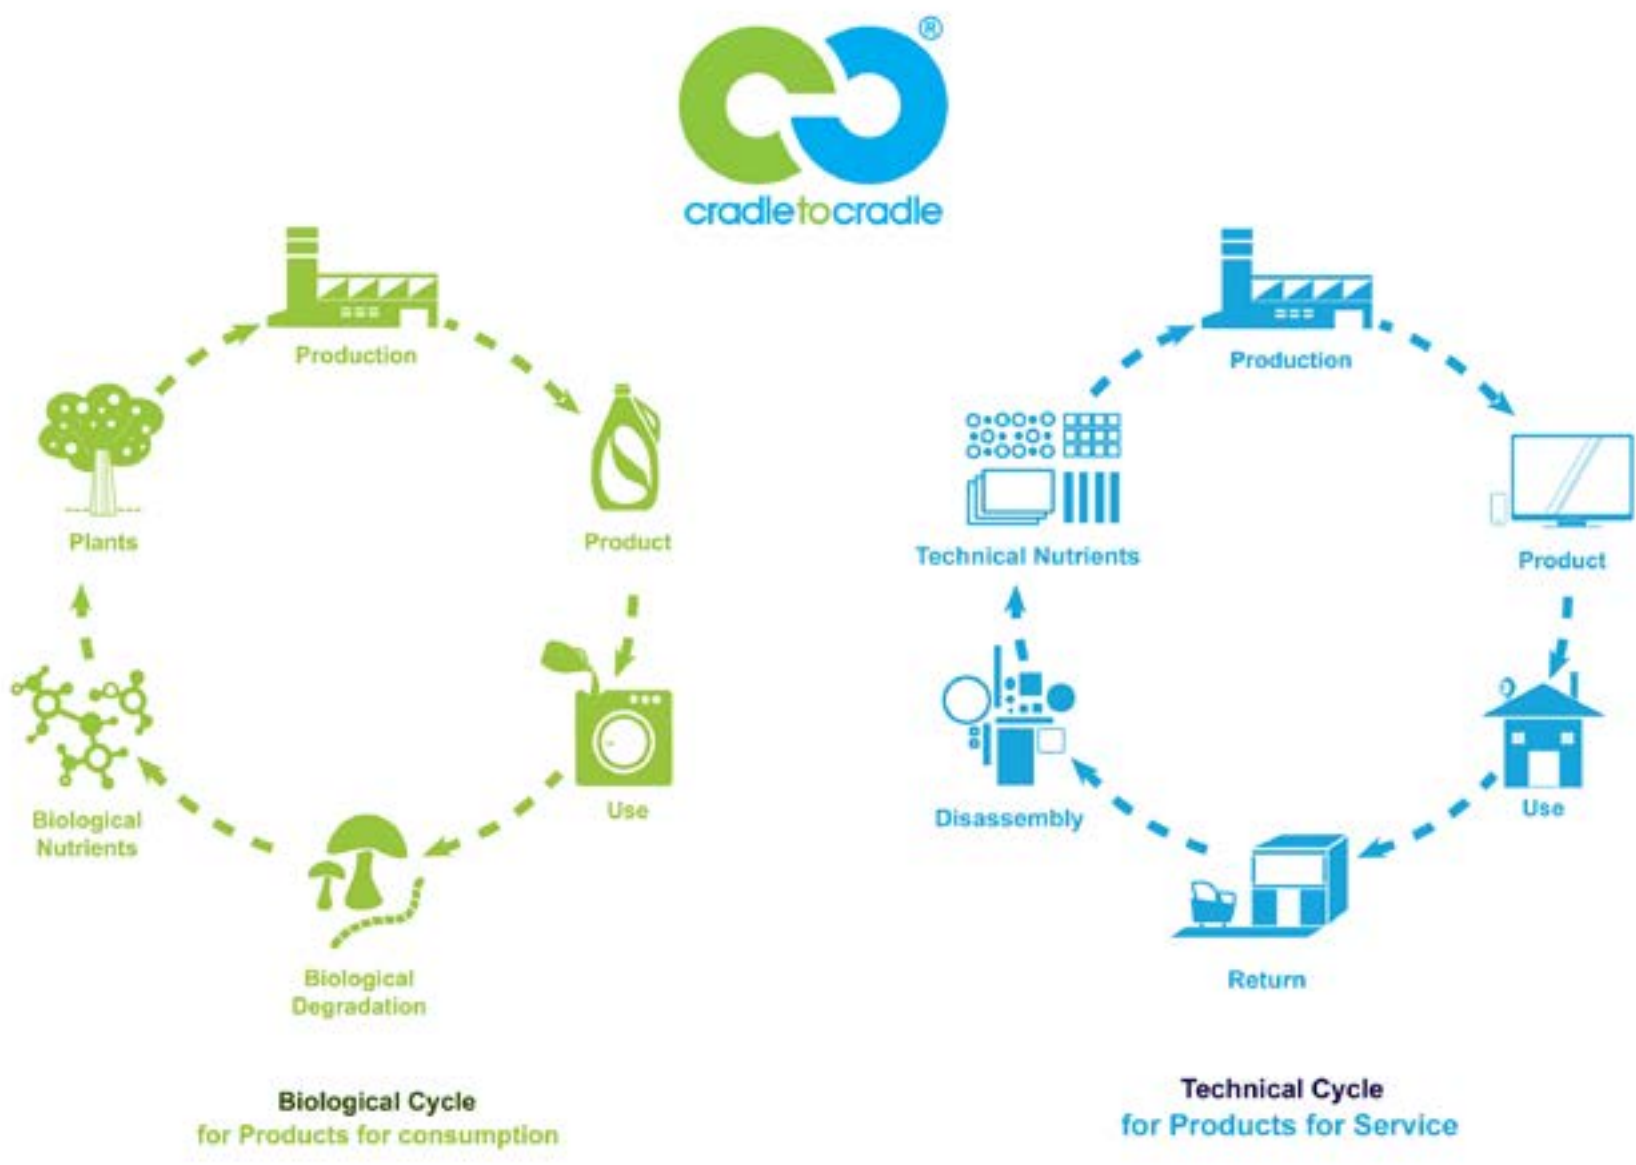 ®
cradletocradle
Production
Plants
Product
Biological
Nutrients
Use
Biological
Degradation
Biological Cycle
for Products for consumption
Production
Technical Nutrients
Product
Disassembly
Use
Return
Technical Cycle
for Products for Service